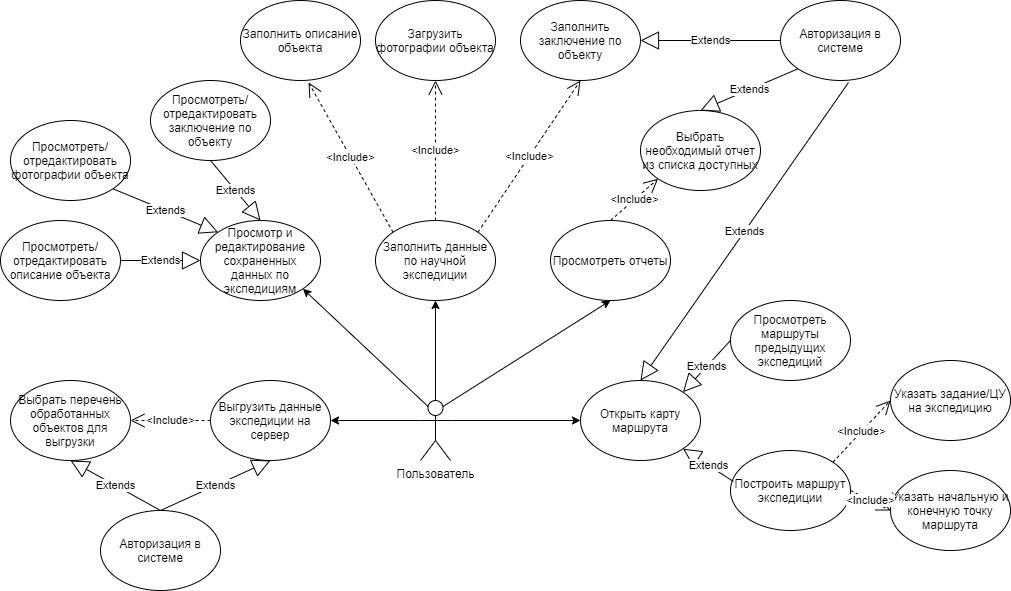 Заполнить описание
объекта
Загрузить
фотографии объекта
Заполнить
заключение по
объекту
Extends
Авторизация в
системе
Просмотреть/
отредактировать
заключение по
объекту
Extends
Выбрать
необходимый отчет
из списка доступных
Просмотреть/
отредактировать
фотографии объекта
<Include>
<Include>
<Include>
Extends
Extends
<Include>
Extends
Просмотреть/
отредактировать
описание объекта
Extends
Просмотр и
редактирование
сохраненных
данных по
экспедициям
Заполнить данные
по научной
экспедиции
Просмотреть отчеты
Просмотреть
маршруты
предыдущих
экспедиций
Extends
Выбрать перечень
обработанных
объектов для
выгрузки
<Include>
Выгрузить данные
экспедиции на
сервер
Открыть карту
маршрута
Указать задание/ЦУ
на экспедицию
<Include>
Пользователь
Extends
Extends
Extends
Построить маршрут
экспедиции
<Include>
Указать начальную и
конечную точку
маршрута
Авторизация в
системе